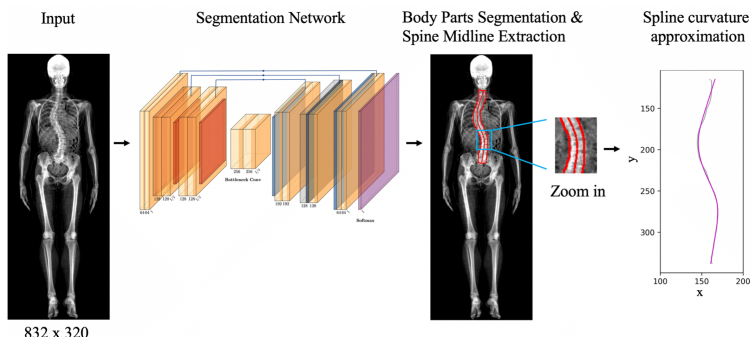 Input
Segmentation Network
Body Parts Segmentation &
Spine Midline Extraction
Spline curvature
approximation
Bottleneck Conv
Softmax
Zoom in
150
200
250
300
y
100
150
200
x
832 x 320